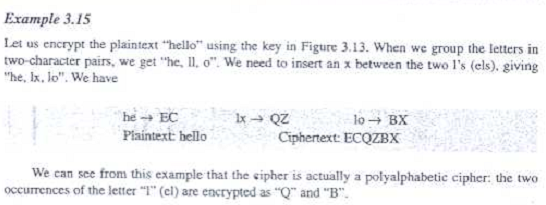 Example 3.15
Let us encrypt the plaintext "hello" using the key in Figure 3.13. When we group the letters in
two-character pairs, we get "he, ll, o". We need to insert an x between the two l's (els), giving
"he, lx, lo". We have
he → EC lx → QZ lo → BX
Plaintext: hello Ciphertext: ECQZBX
We can see from this example that the cipher is actually a polyalphabetic cipher: the two
occurrences of the letter "l" (el) are encrypted as "Q" and "B".